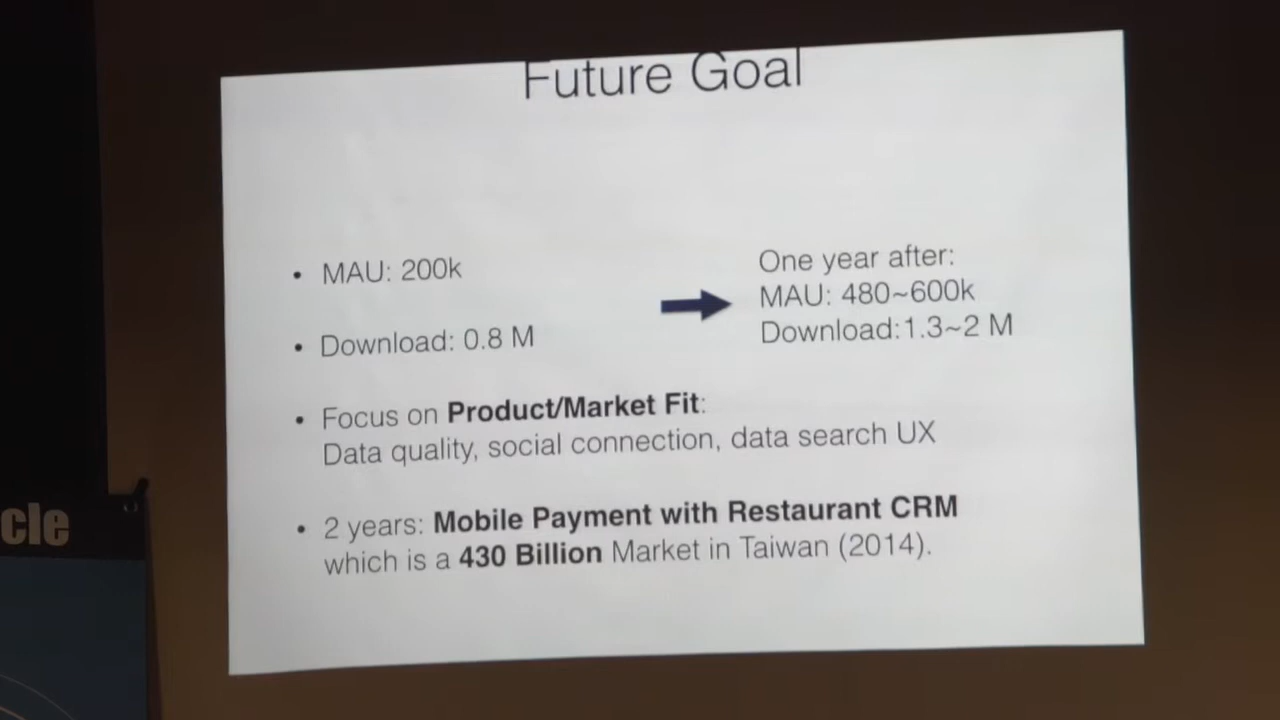 Future Goal
• MAU: 200k
• Download: 0.8 M
One year after:
MAU: 480~600k
Download:1.3~2 M
• Focus on Product/Market Fit:
Data quality, social connection, data search UX
• 2 years: Mobile Payment with Restaurant CRM
which is a 430 Billion Market in Taiwan (2014).
cle